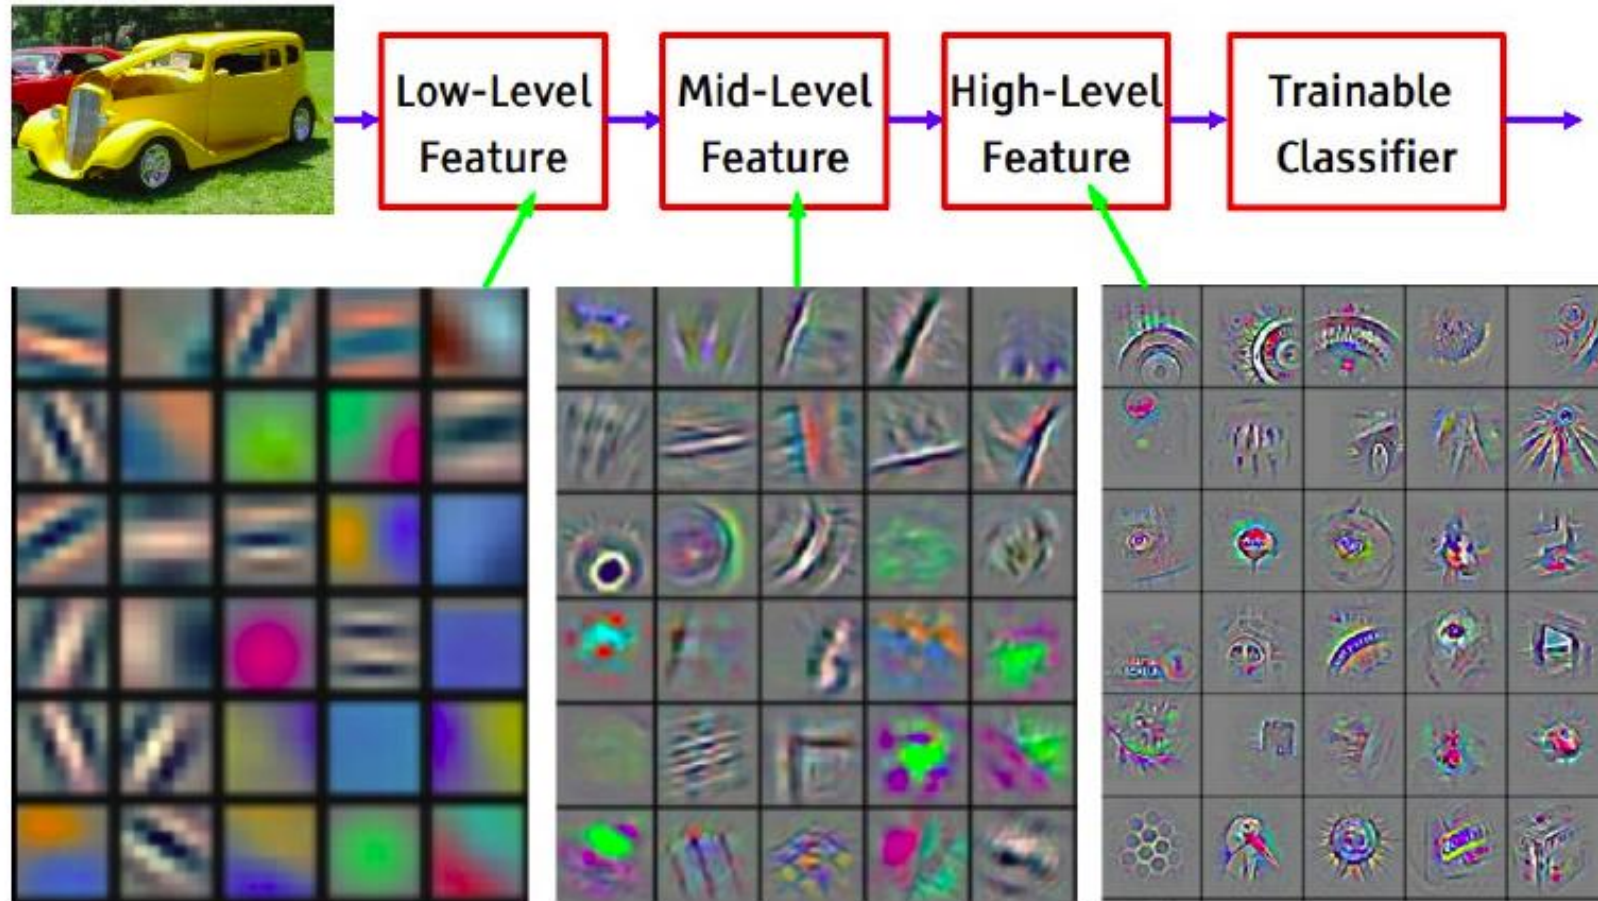 Low-Level
Feature
Mid-Level
Feature
High-Level
Feature
Trainable
Classifier